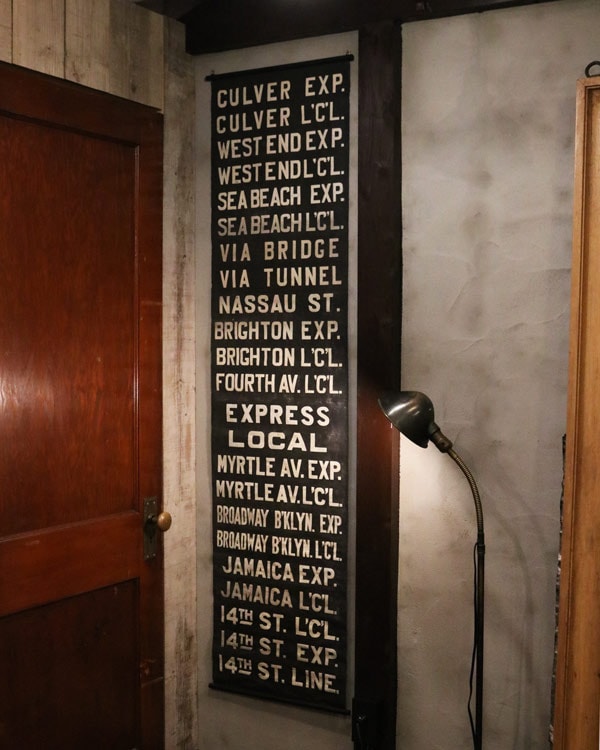 CULVER EXP.
CULVER L'C'L.
WEST END EXP.
WEST END L'C'L.
SEA BEACH EXP.
SEA BEACH L'C'L.
VIA BRIDGE
VIA TUNNEL
NASSAU ST.
BRIGHTON EXP.
BRIGHTON L'C'L.
FOURTH AV. L'C'L.
EXPRESS
LOCAL
MYRTLE AV. EXP.
MYRTLE AV. L'C'L.
BROADWAY B'KLYN. EXP.
BROADWAY B'KLYN. L'C'L.
JAMAICA EXP.
JAMAICA L'C'L.
14TH ST. L'C'L.
14TH ST. EXP.
14TH ST. LINE.